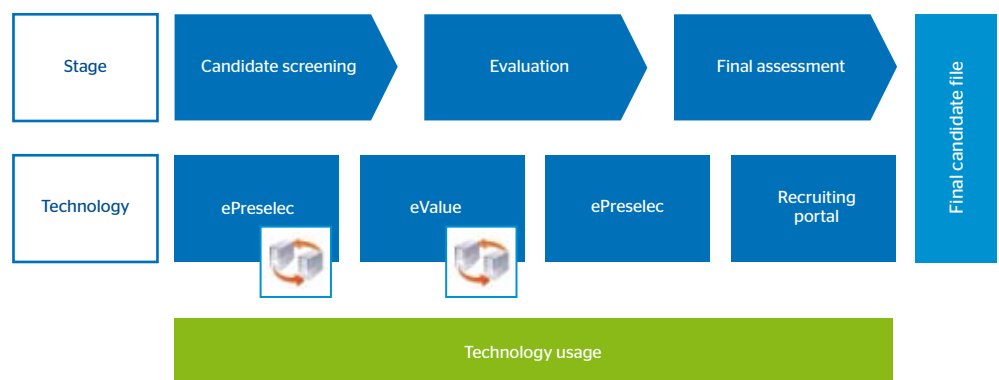 Stage
Candidate screening
Evaluation
Final assessment
Final candidate file
Technology
ePreselec
eValue
ePreselec
Recruiting
portal
Technology usage